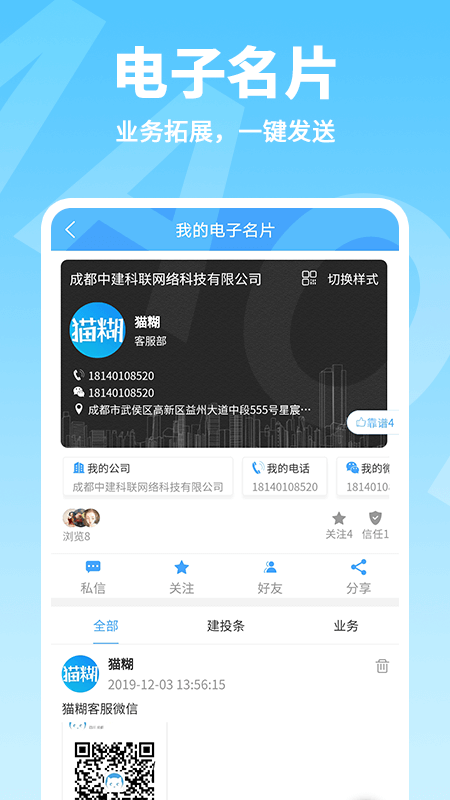 电子名片
业务拓展，一键发送
我的电子名片
成都中建科联网络科技有限公司
切换样式
猫糊
猫糊
客服部
18140108520
18140108520
成都市武侯区高新区益州大道中段555号星宸…
靠谱4
我的公司
成都中建科联网络科技有限公司
我的电话
18140108520
我的微
1814010
浏览8
关注4
信任1
私信
关注
好友
分享
全部
建投条
业务
猫糊
猫糊
2019-12-03 13:56:15
猫糊客服微信